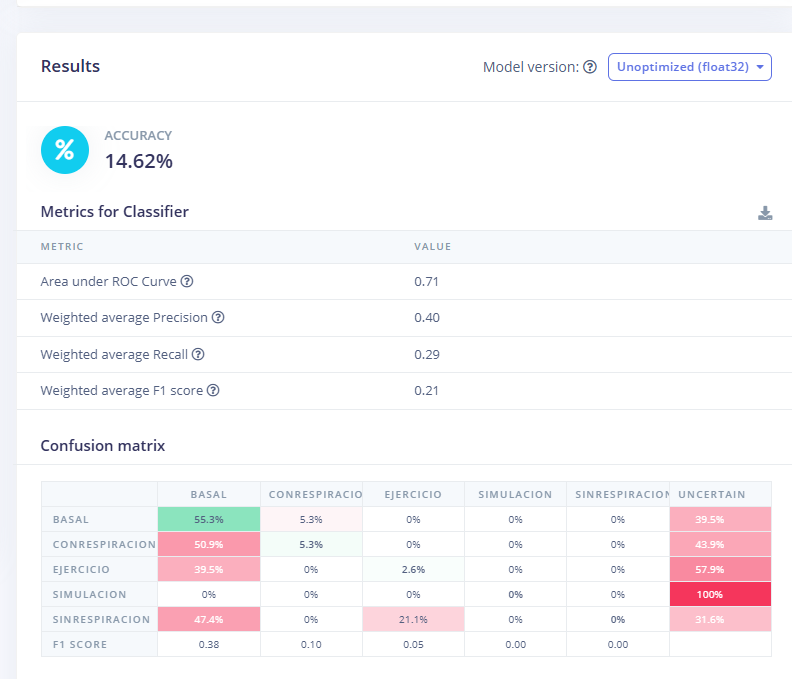 Results
Model version: Unoptimized (float32)
%
ACCURACY
14.62%
Metrics for Classifier
METRIC VALUE
Area under ROC Curve ? 0.71
Weighted average Precision ? 0.40
Weighted average Recall ? 0.29
Weighted average F1 score ? 0.21
Confusion matrix
BASAL CONRESPIRACIO EJERCICIO SIMULACION SINRESPIRACION UNCERTAIN
BASAL 55.3% 5.3% 0% 0% 0% 39.5%
CONRESPIRACION 50.9% 5.3% 0% 0% 0% 43.9%
EJERCICIO 39.5% 0% 2.6% 0% 0% 57.9%
SIMULACION 0% 0% 0% 0% 0% 100%
SINRESPIRACION 47.4% 0% 21.1% 0% 0% 31.6%
F1 SCORE 0.38 0.10 0.05 0.00 0.00